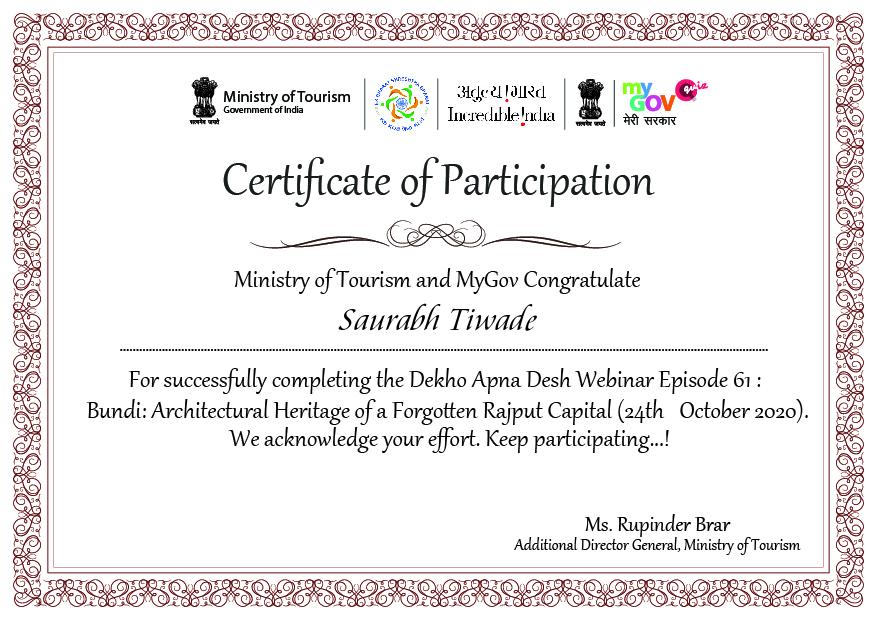 Ministry of Tourism
Government of India
सत्यमेव जयते
EK BHARAT SHRESHTHA BHARAT
अतुल्य ! भारत
Incredible !ndia
सत्यमेव जयते
my
GOV
quiz
मेरी सरकार
Certificate of Participation
Ministry of Tourism and MyGov Congratulate
Saurabh Tiwade
For successfully completing the Dekho Apna Desh Webinar Episode 61 :
Bundi: Architectural Heritage of a Forgotten Rajput Capital (24th October 2020).
We acknowledge your effort. Keep participating...!
Ms. Rupinder Brar
Additional Director General, Ministry of Tourism